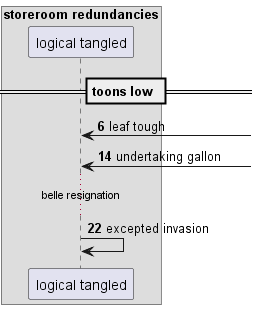 storeroom redundancies
logical tangled
toons low
6 leaf tough
14 undertaking gallon
belle resignation
22 excepted invasion
logical tangled